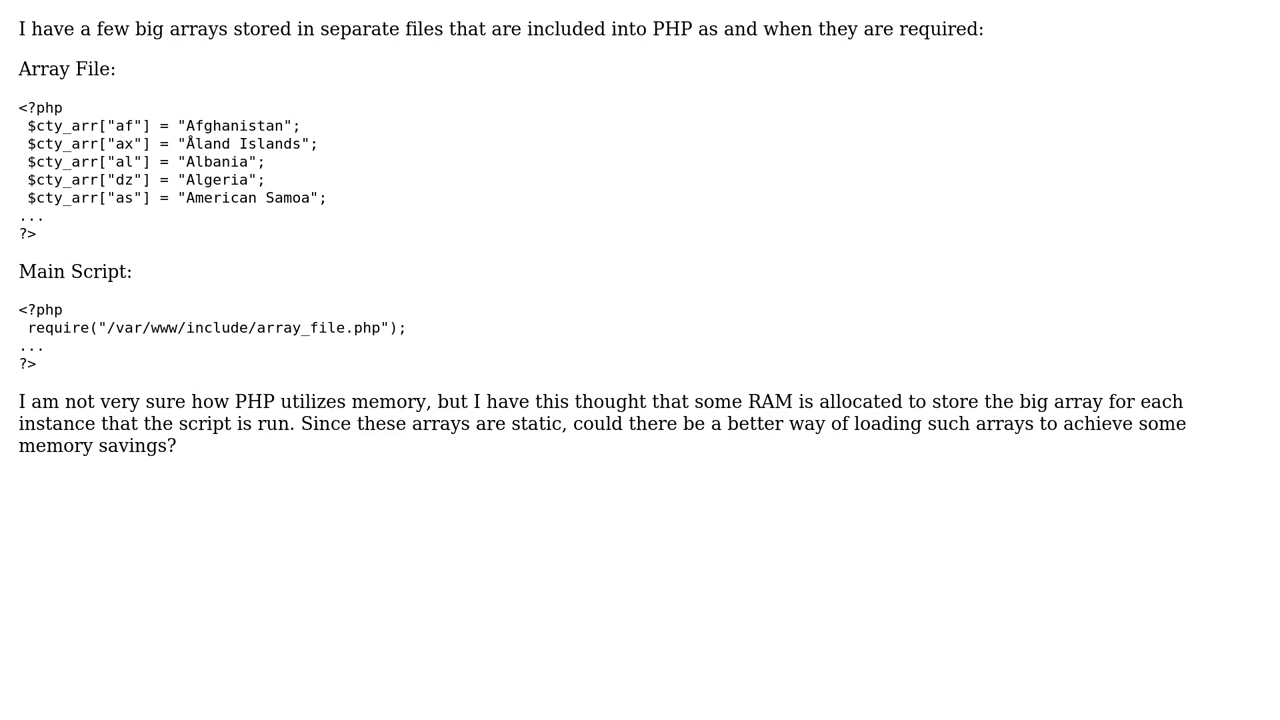 I have a few big arrays stored in separate files that are included into PHP as and when they are required:
Array File:
<?php
$cty_arr["af"] = "Afghanistan";
$cty_arr["ax"] = "Åland Islands";
$cty_arr["al"] = "Albania";
$cty_arr["dz"] = "Algeria";
$cty_arr["as"] = "American Samoa";
...
?>
Main Script:
<?php
require("/var/www/include/array_file.php");
...
?>
I am not very sure how PHP utilizes memory, but I have this thought that some RAM is allocated to store the big array for each
instance that the script is run. Since these arrays are static, could there be a better way of loading such arrays to achieve some
memory savings?